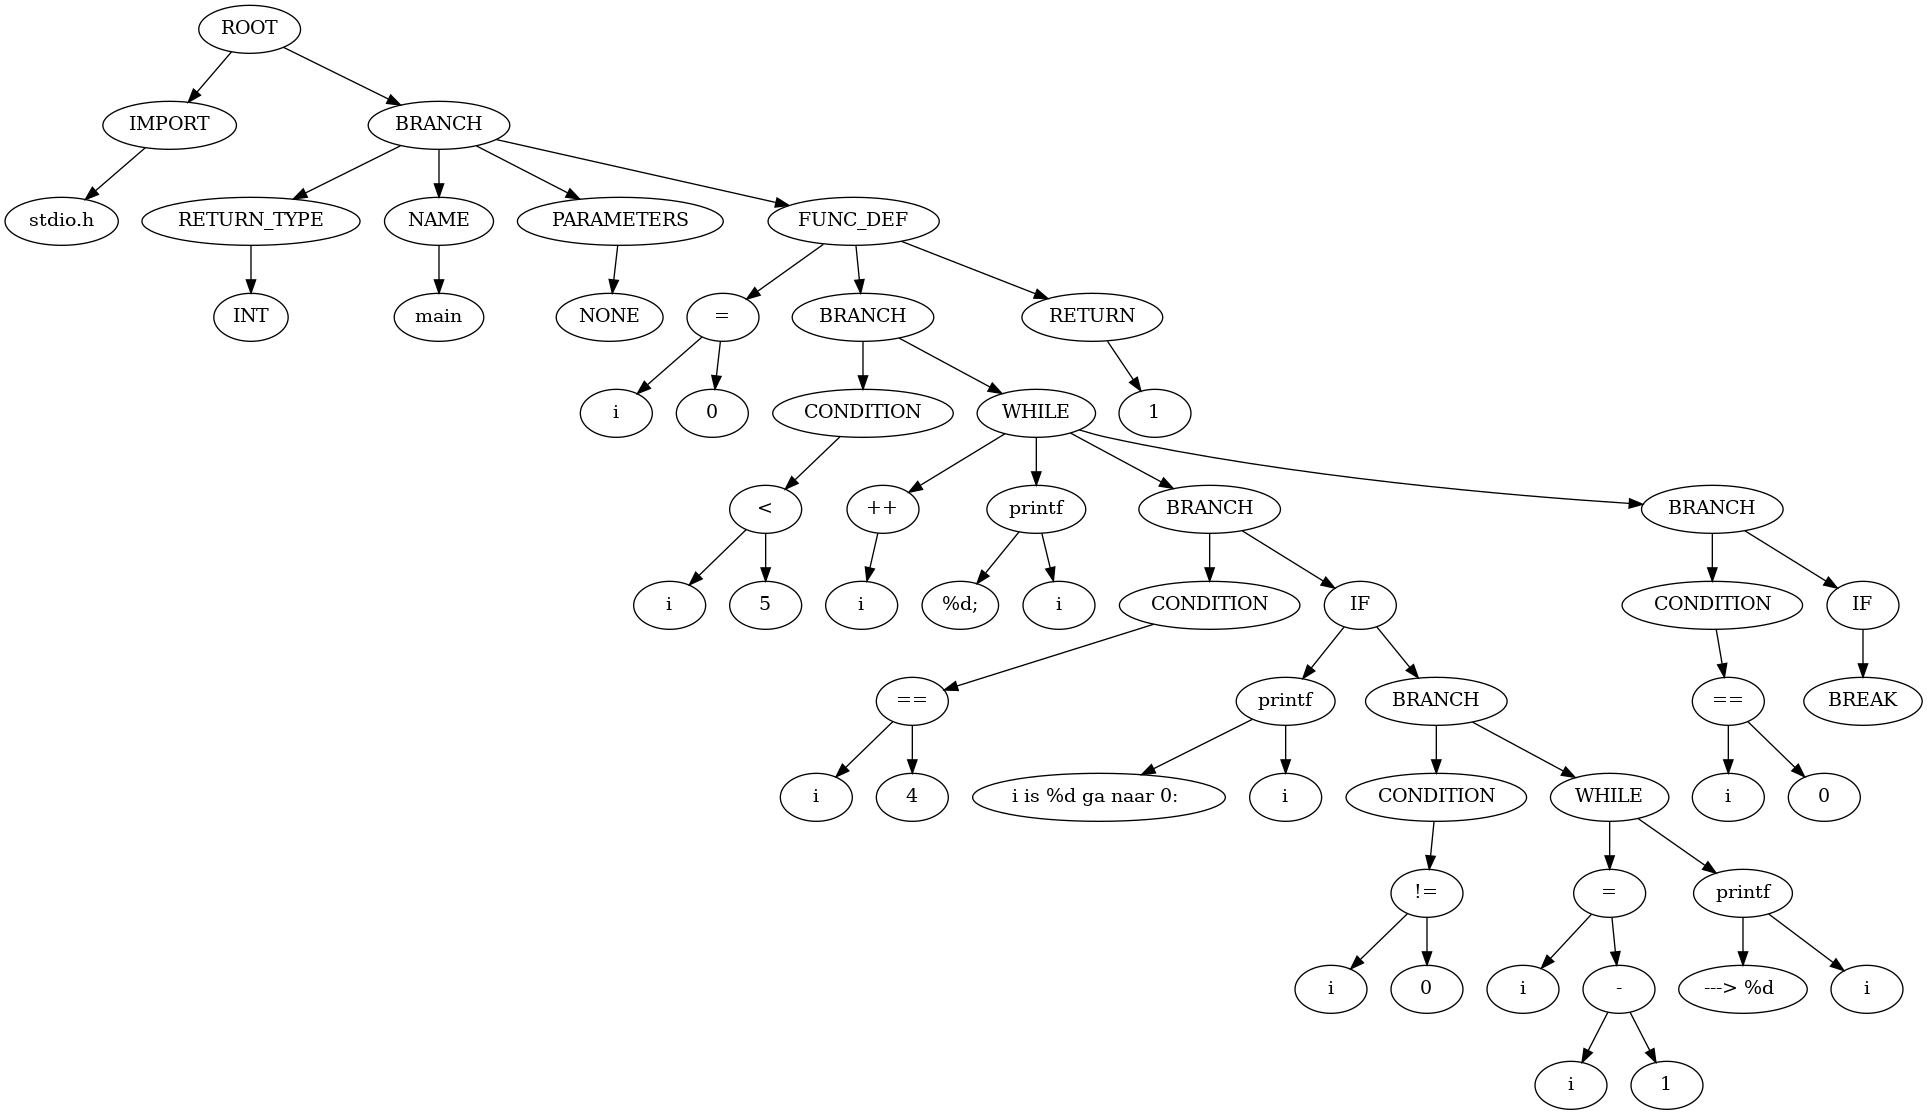 ROOT
IMPORT
BRANCH
stdio.h
RETURN_TYPE
NAME
PARAMETERS
FUNC_DEF
INT
main
NONE
=
BRANCH
RETURN
i
0
CONDITION
WHILE
1
<
++
printf
BRANCH
BRANCH
i
5
i
%d;
i
CONDITION
IF
CONDITION
IF
==
printf
BRANCH
==
BREAK
i
4
i is %d ga naar 0:
i
CONDITION
WHILE
i
0
!=
=
printf
i
0
i
-
---> %d
i
i
1